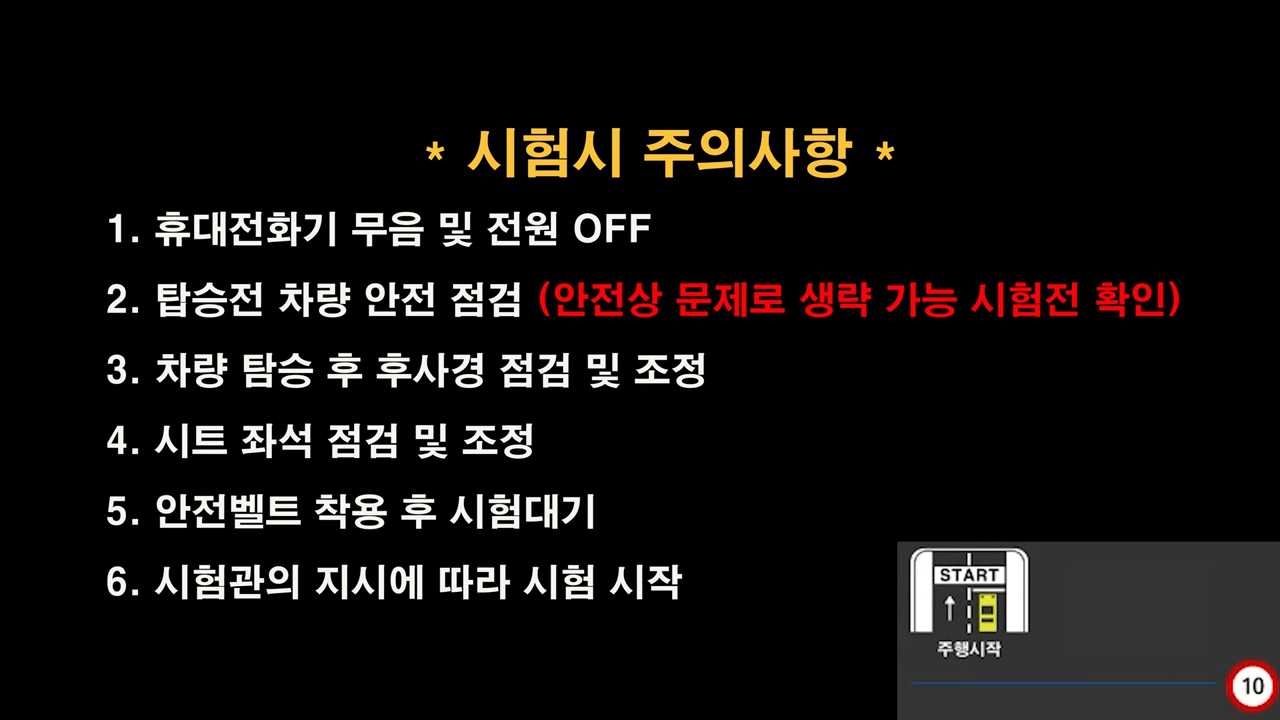 * 시험시 주의사항 *
1. 휴대전화기 무음 및 전원 OFF
2. 탑승전 차량 안전 점검 (안전상 문제로 생략 가능 시험전 확인)
3. 차량 탐승 후 후사경 점검 및 조정
4. 시트 좌석 점검 및 조정
5. 안전벨트 착용 후 시험대기
6. 시험관의 지시에 따라 시험 시작
START
주행시작
10